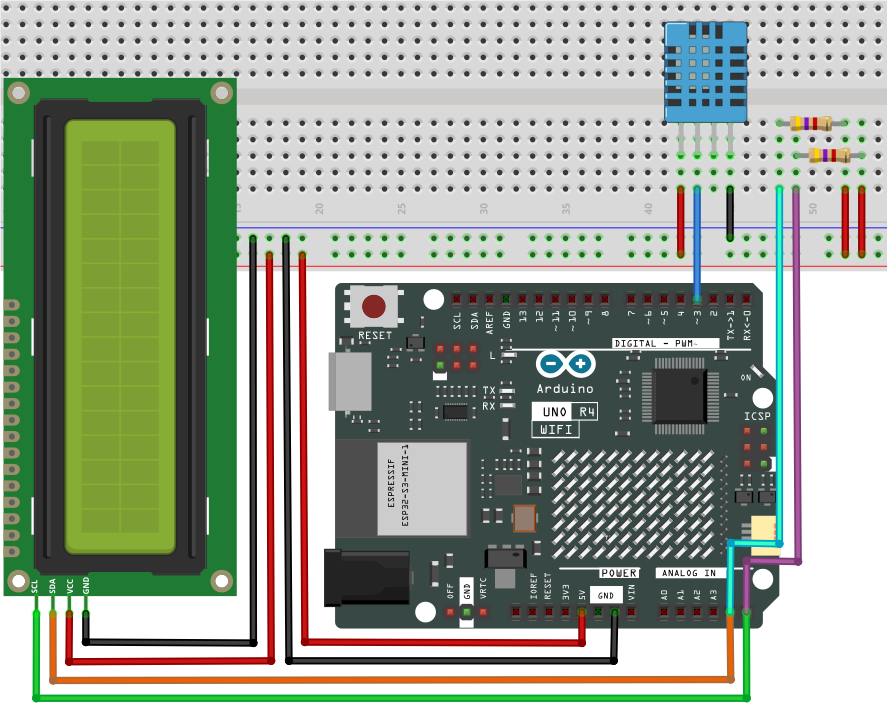 15
20
25
30
35
40
50
SCL
SDA
AREF
GND
13
12
~11
~10
~9
8
7
~6
~5
4
~3
2
TX->1
RX<-0
RESET
DIGITAL - PWM~
L
ON
Arduino
TX
RX
UNO R4
WIFI
ICSP
ESPRESSIF
ESP32-S3-MINI-1
POWER
ANALOG IN
SCL
SDA
VCC
GND
OFF
GND
VRTC
IOREF
RESET
3V3
5V
GND
VIN
A0
A1
A2
A3